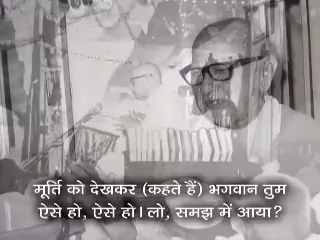 मूर्ति को देखकर (कहते हैं) भगवान तुम
ऐसे हो, ऐसे हो। लो, समझ में आया?